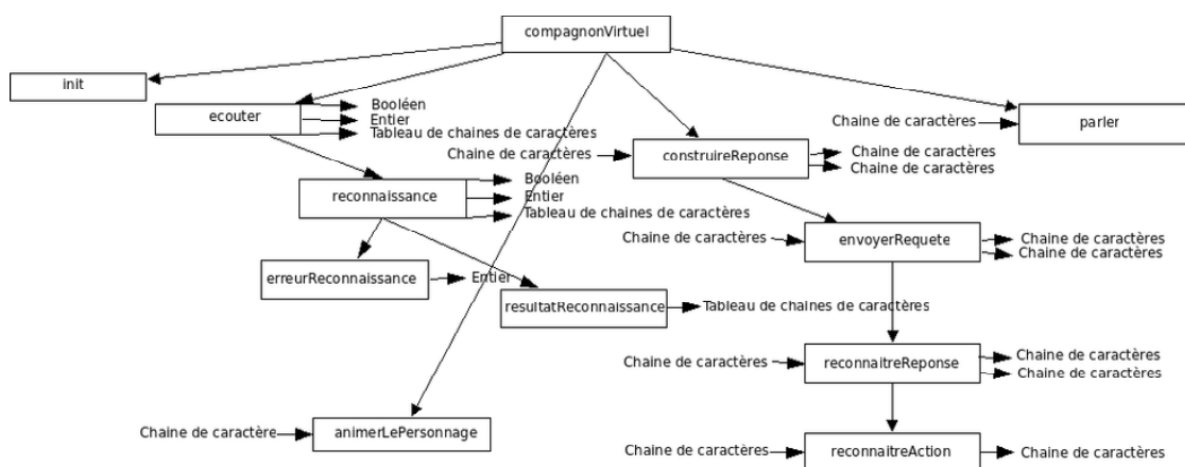 compagnonVirtuel
init
ecouter
Booléen
Entier
Tableau de chaines de caractères
Chaine de caractères
parler
Chaine de caractères
construireReponse
Chaine de caractères
Chaine de caractères
reconnaissance
Booléen
Entier
Tableau de chaines de caractères
Chaine de caractères
envoyerRequete
Chaine de caractères
Chaine de caractères
erreurReconnaissance
Entier
resultatReconnaissance
Tableau de chaines de caractères
Chaine de caractères
reconnaitreReponse
Chaine de caractères
Chaine de caractères
Chaine de caractère
animerLePersonnage
Chaine de caractères
reconnaitreAction
Chaine de caractères